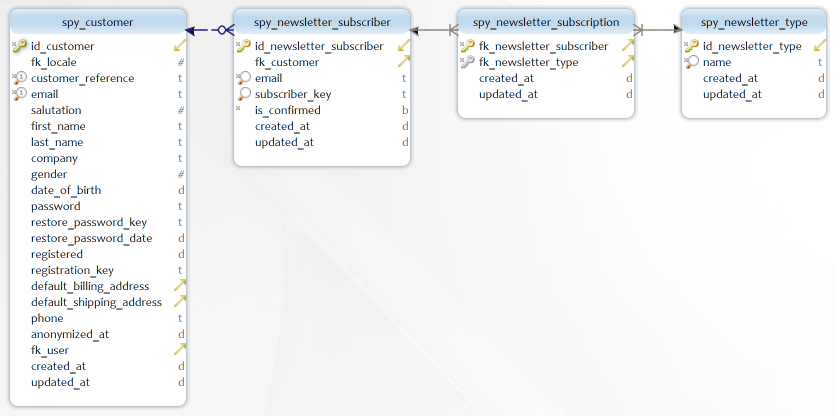 spy_customer
id_customer
fk_locale #
customer_reference t
email t
salutation #
first_name t
last_name t
company t
gender #
date_of_birth d
password t
restore_password_key t
restore_password_date d
registered d
registration_key t
default_billing_address
default_shipping_address
phone t
anonymized_at d
fk_user
created_at d
updated_at d
spy_newsletter_subscriber
id_newsletter_subscriber
fk_customer
email t
subscriber_key t
is_confirmed b
created_at d
updated_at d
spy_newsletter_subscription
fk_newsletter_subscriber
fk_newsletter_type
created_at d
updated_at d
spy_newsletter_type
id_newsletter_type
name t
created_at d
updated_at d